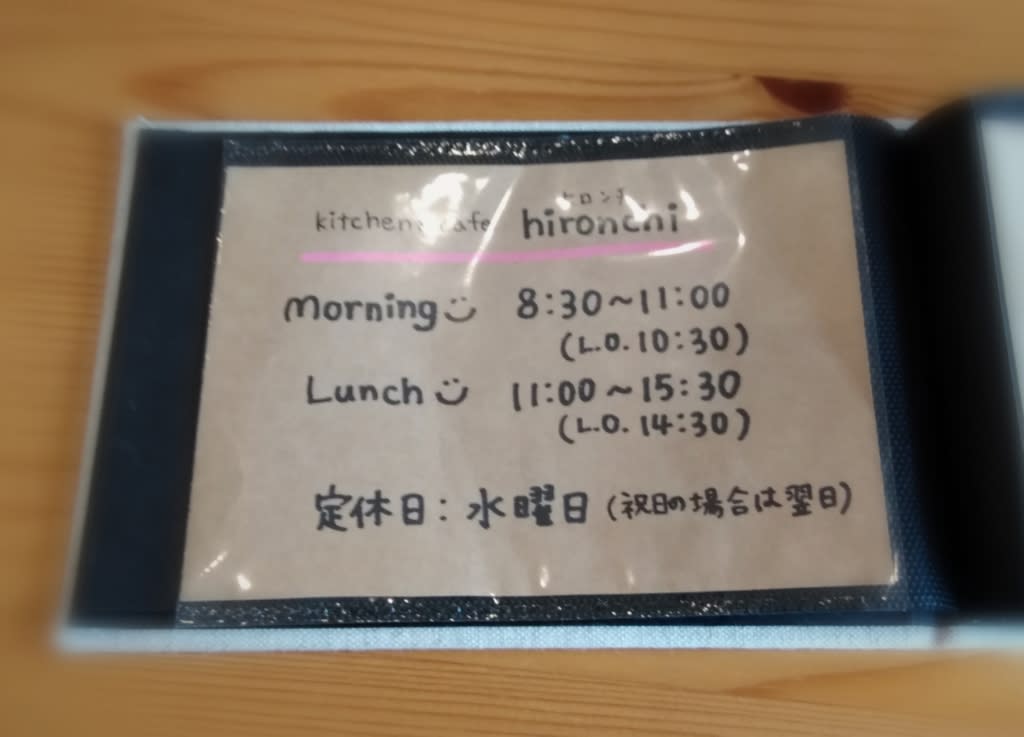 ヒロンチ
kitchen & cafe hironchi
Morning 8:30~11:00
(L.O. 10:30)
Lunch 11:00~15:30
(L.O. 14:30)
定休日: 水曜日 (祝日の場合は翌日)